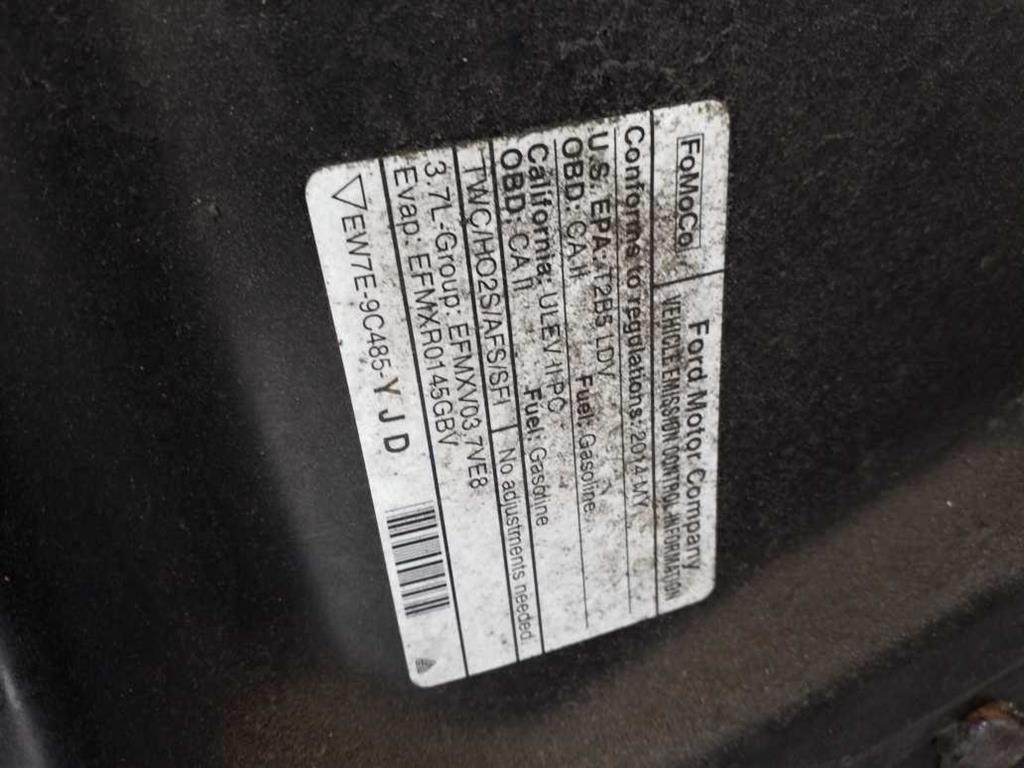 FoMoCo
Ford Motor Company
VEHICLE EMISSION CONTROL INFORMATION
Conforms to regulations: 2014 MY
U.S. EPA: T2B5 LDV Fuel: Gasoline
OBD: CA II
California: ULEV II PC Fuel: Gasoline
OBD: CA II
TWC/HO2S/AFS/SFI No adjustments needed.
3.7L-Group: EFMXV03.7VE8
Evap: EFMXR0145GBV
EW7E-9C485-Y J D